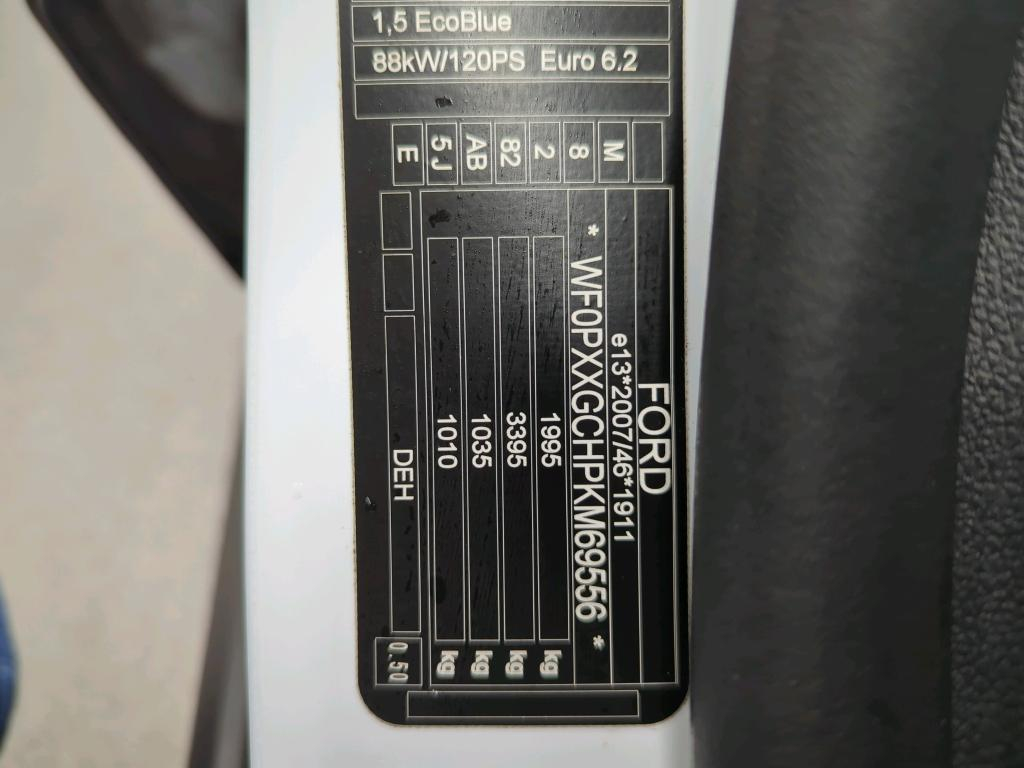 1,5 EcoBlue
88kW/120PS Euro 6.2
FORD
e13*2007/46*1911
* WF0PXXGCHPKM69556 *
1995 kg
3395 kg
1035 kg
1010 kg
DEH 0.50
M
8
2
82
AB
5J
E